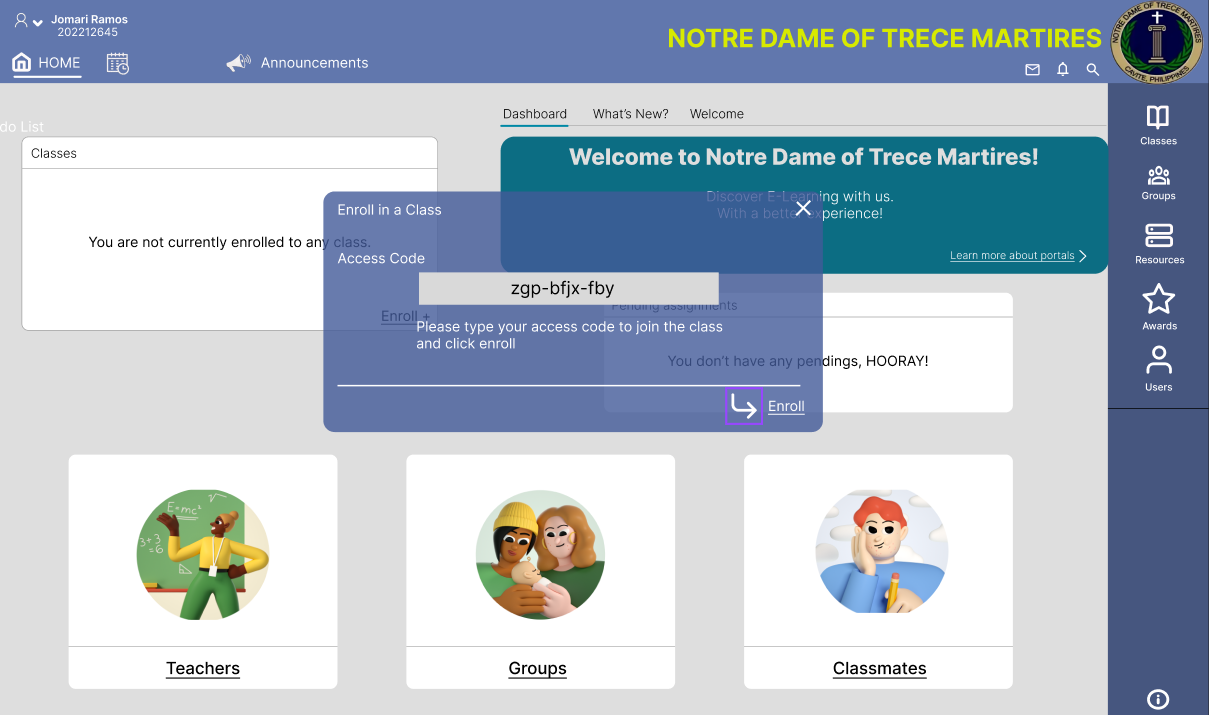 Jomari Ramos
202212645
NOTRE DAME OF TRECE MARTIRES
NOTRE DAME OF TRECE MARTIRES
CAVITE, PHILIPPINES
HOME
Announcements
do List
Dashboard What's New? Welcome
Classes
You are not currently enrolled to any class.
Enroll +
Welcome to Notre Dame of Trece Martires!
Discover E-Learning with us.
With a better experience!
Learn more about portals
Enroll in a Class
Access Code
zgp-bfjx-fby
Please type your access code to join the class
and click enroll
Enroll
Pending assignments
You don't have any pendings, HOORAY!
Classes
Groups
Resources
Awards
Users
E=mc²
3+3
=6
Teachers
Groups
Classmates